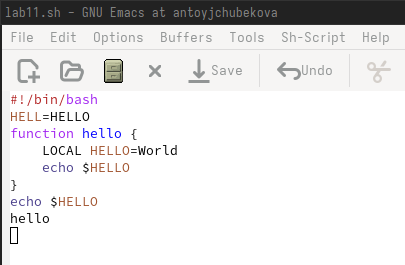 lab11.sh - GNU Emacs at antoyjchubekova
File Edit Options Buffers Tools Sh-Script Help
Save Undo
#!/bin/bash
HELL=HELLO
function hello {
    LOCAL HELLO=World
    echo $HELLO
}
echo $HELLO
hello